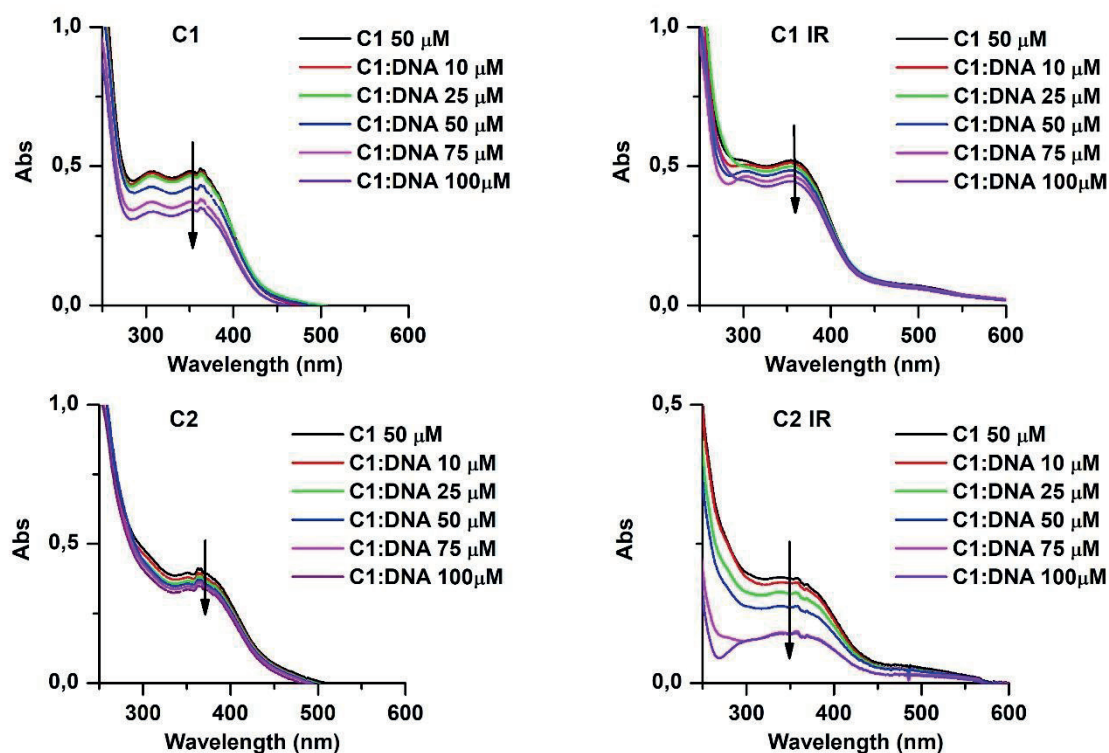 C1
C1 50 μM
C1:DNA 10 μM
C1:DNA 25 μM
C1:DNA 50 μM
C1:DNA 75 μM
C1:DNA 100μM
1,0
0,5
0,0
Abs
300 400 500 600
Wavelength (nm)
C1 IR
C1 50 μM
C1:DNA 10 μM
C1:DNA 25 μM
C1:DNA 50 μM
C1:DNA 75 μM
C1:DNA 100μM
1,0
0,5
0,0
Abs
300 400 500 600
Wavelength (nm)
C2
C1 50 μM
C1:DNA 10 μM
C1:DNA 25 μM
C1:DNA 50 μM
C1:DNA 75 μM
C1:DNA 100μM
1,0
0,5
0,0
Abs
300 400 500 600
Wavelength (nm)
C2 IR
C1 50 μM
C1:DNA 10 μM
C1:DNA 25 μM
C1:DNA 50 μM
C1:DNA 75 μM
C1:DNA 100μM
0,5
0,0
Abs
300 400 500 600
Wavelength (nm)